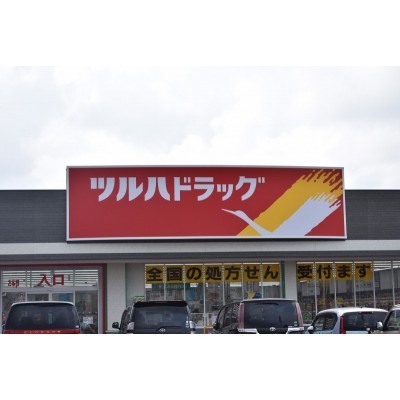 ツルハドラッグ
全国の処方せん 受付ます
入口